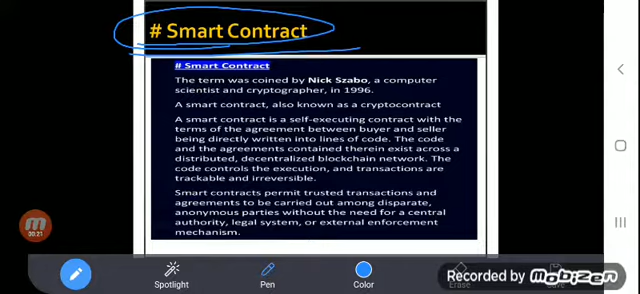 # Smart Contract
# Smart Contract
The term was coined by Nick Szabo, a computer
scientist and cryptographer, in 1996.
A smart contract, also known as a cryptocontract
A smart contract is a self-executing contract with the
terms of the agreement between buyer and seller
being directly written into lines of code. The code
and the agreements contained therein exist across a
distributed, decentralized blockchain network. The
code controls the execution, and transactions are
trackable and irreversible.
Smart contracts permit trusted transactions and
agreements to be carried out among disparate,
anonymous parties without the need for a central
authority, legal system, or external enforcement
mechanism.
00:21
Spotlight
Pen
Color
Erase
Recorded by mobizen